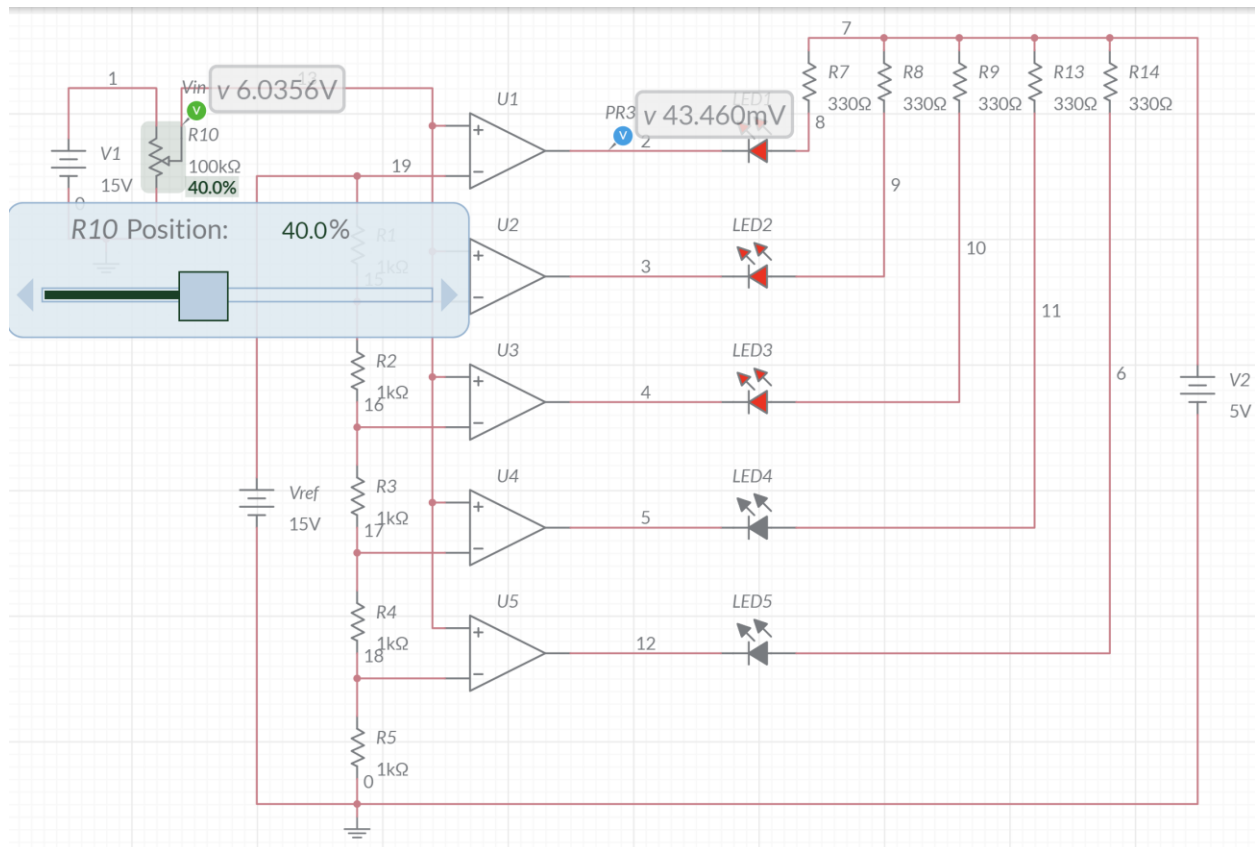 1
Vin
v 6.0356V
13
R10
100kΩ
40.0%
V1
15V
0
19
U1
+
−
PR3
v 43.460mV
2
LED1
7
8
R7
330Ω
R8
330Ω
R9
330Ω
R13
330Ω
R14
330Ω
R10 Position: 40.0%
R1
1kΩ
15
U2
−
3
LED2
9
10
11
6
R2
1kΩ
16
U3
+
−
4
LED3
V2
5V
Vref
15V
R3
1kΩ
17
U4
+
−
5
LED4
R4
1kΩ
18
U5
+
−
12
LED5
R5
1kΩ
0